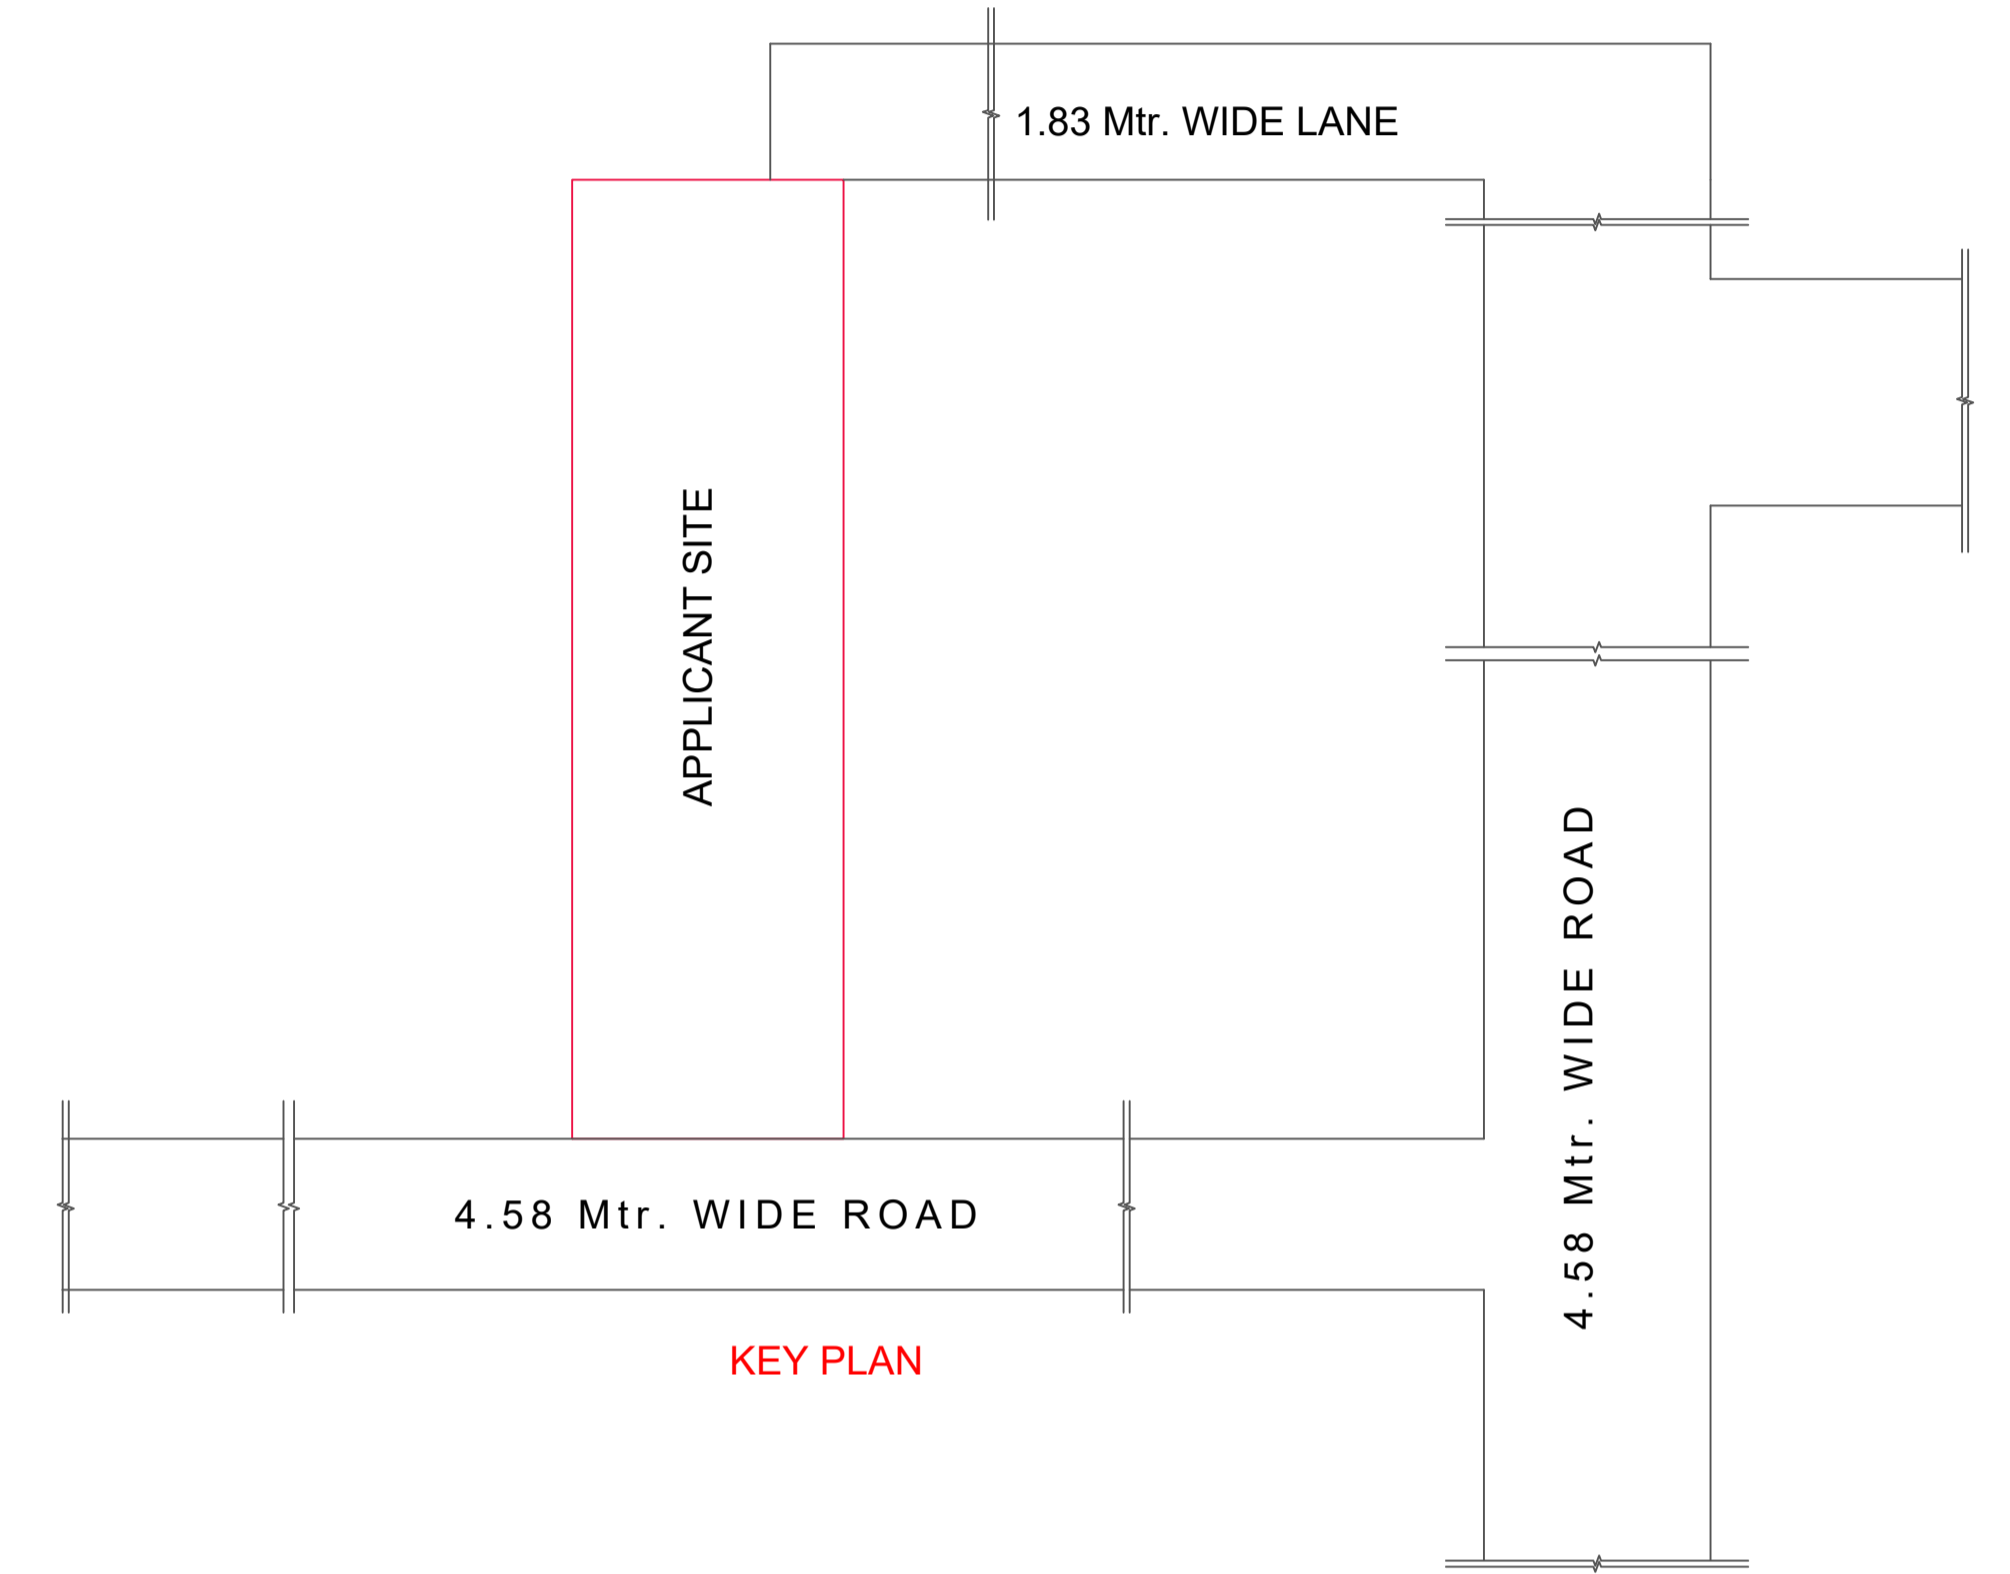 1.83 Mtr. WIDE LANE
APPLICANT SITE
4.58 Mtr. WIDE ROAD
4.58 Mtr. WIDE ROAD
KEY PLAN